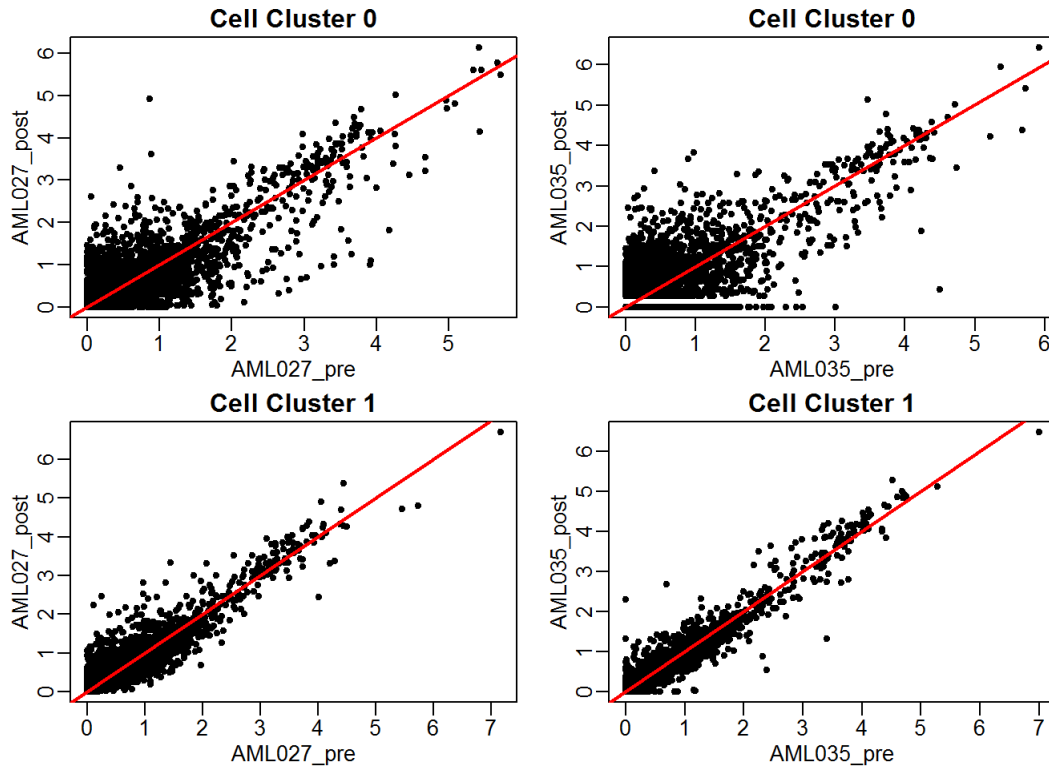 Cell Cluster 0
AML027_post
0 1 2 3 4 5 6
0 1 2 3 4 5
AML027_pre
Cell Cluster 0
AML035_post
0 1 2 3 4 5 6
0 1 2 3 4 5 6
AML035_pre
Cell Cluster 1
AML027_post
0 1 2 3 4 5 6
0 1 2 3 4 5 6 7
AML027_pre
Cell Cluster 1
AML035_post
0 1 2 3 4 5 6
0 1 2 3 4 5 6 7
AML035_pre